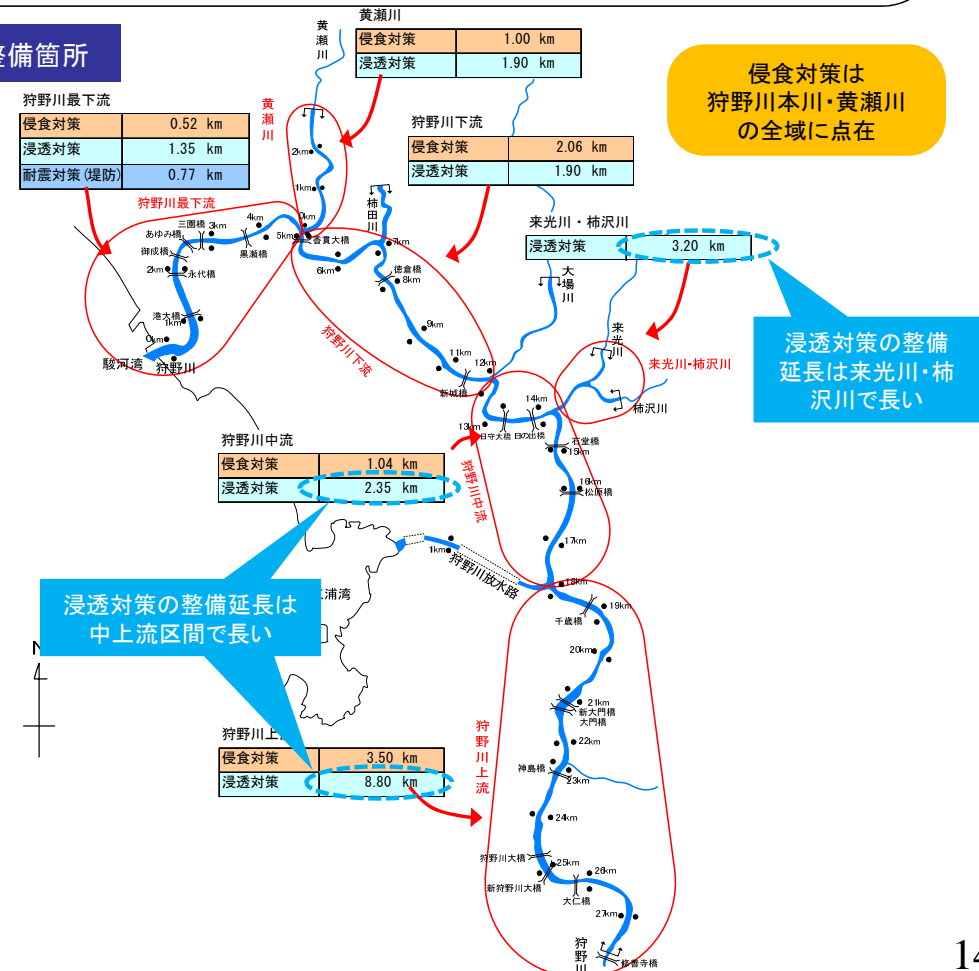 整備箇所
黄瀬川
侵食対策 1.00 km
浸透対策 1.90 km
黄瀬川
侵食対策は
狩野川本川・黄瀬川
の全域に点在
狩野川最下流
侵食対策 0.52 km
浸透対策 1.35 km
耐震対策(堤防) 0.77 km
黄瀬川
狩野川下流
侵食対策 2.06 km
浸透対策 1.90 km
来光川・柿沢川
浸透対策 3.20 km
浸透対策の整備
延長は来光川・柿
沢川で長い
狩野川最下流
2km
1km
0km
柿田川
4km
三園橋
3km
あゆみ橋
御成橋
黒瀬橋
5km
香貫大橋
7km
6km
2km
永代橋
徳倉橋
8km
大場川
港大橋
1km
0km
駿河湾
狩野川
狩野川下流
9km
11km
12km
新城橋
来光川
来光川・柿沢川
柿沢川
14km
13km
日守大橋
日の出橋
石堂橋
15km
狩野川中流
侵食対策 1.04 km
浸透対策 2.35 km
狩野川中流
16km
松原橋
17km
1km
狩野川放水路
18km
浸透対策の整備延長は
中上流区間で長い
浦湾
N
19km
千歳橋
20km
21km
新大門橋
大門橋
22km
狩野川上
侵食対策 3.50 km
浸透対策 8.80 km
狩野川上流
神島橋
23km
24km
狩野川大橋
25km
新狩野川大橋
26km
大仁橋
27km
狩野川
修善寺橋
14